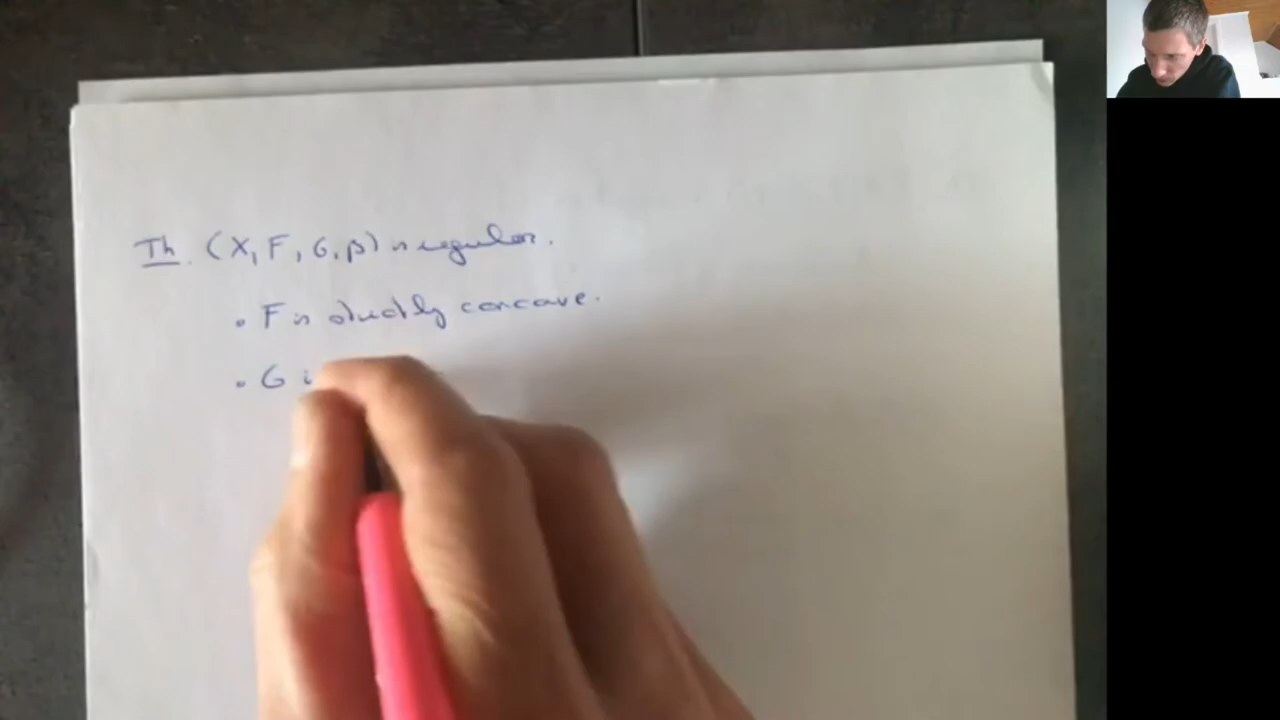 Th. (X, F, G, β) is regular.
• F is strictly concave.
• G i